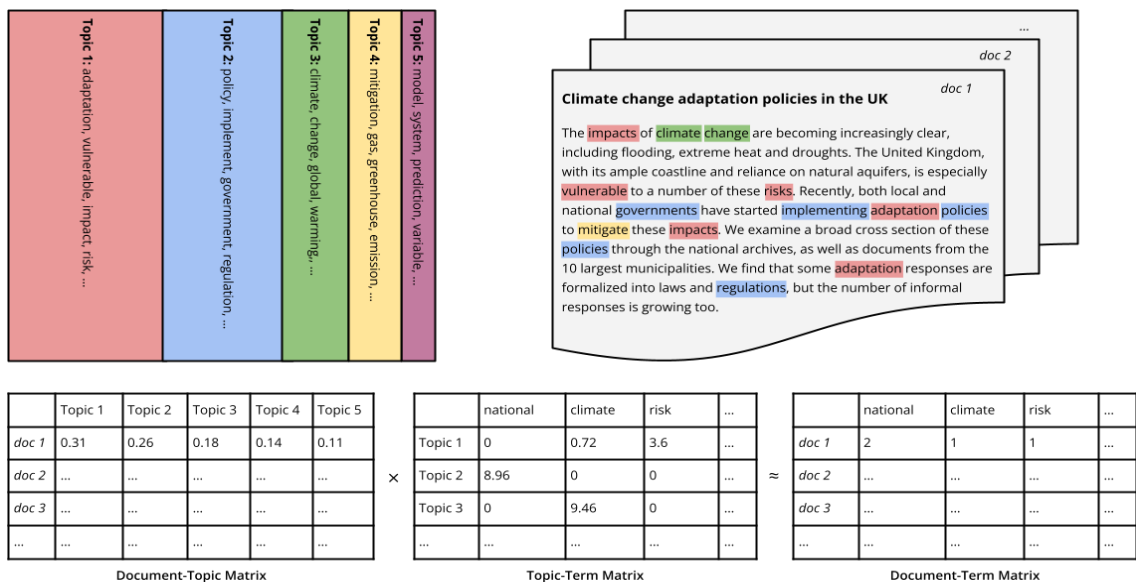 Topic 1: adaptation, vulnerable, impact, risk, ...
Topic 2: policy, implement, government, regulation, ...
Topic 3: climate, change, global, warming,, ...
Topic 4: mitigation, gas, greenhouse, emission, ...
Topic 5: model, system, prediction, variable, ...
...
doc 2
doc 1
Climate change adaptation policies in the UK
The impacts of climate change are becoming increasingly clear,
including flooding, extreme heat and droughts. The United Kingdom,
with its ample coastline and reliance on natural aquifers, is especially
vulnerable to a number of these risks. Recently, both local and
national governments have started implementing adaptation policies
to mitigate these impacts. We examine a broad cross section of these
policies through the national archives, as well as documents from the
10 largest municipalities. We find that some adaptation responses are
formalized into laws and regulations, but the number of informal
responses is growing too.
Topic 1 Topic 2 Topic 3 Topic 4 Topic 5
doc 1 0.31 0.26 0.18 0.14 0.11
doc 2 ... ... ... ... ...
doc 3 ... ... ... ... ...
... ... ... ... ... ...
Document-Topic Matrix
×
national climate risk ...
Topic 1 0 0.72 3.6 ...
Topic 2 8.96 0 0 ...
Topic 3 0 9.46 0 ...
... ... ... ... ...
Topic-Term Matrix
≈
national climate risk ...
doc 1 2 1 1 ...
doc 2 ... ... ... ...
doc 3 ... ... ... ...
... ... ... ... ...
Document-Term Matrix